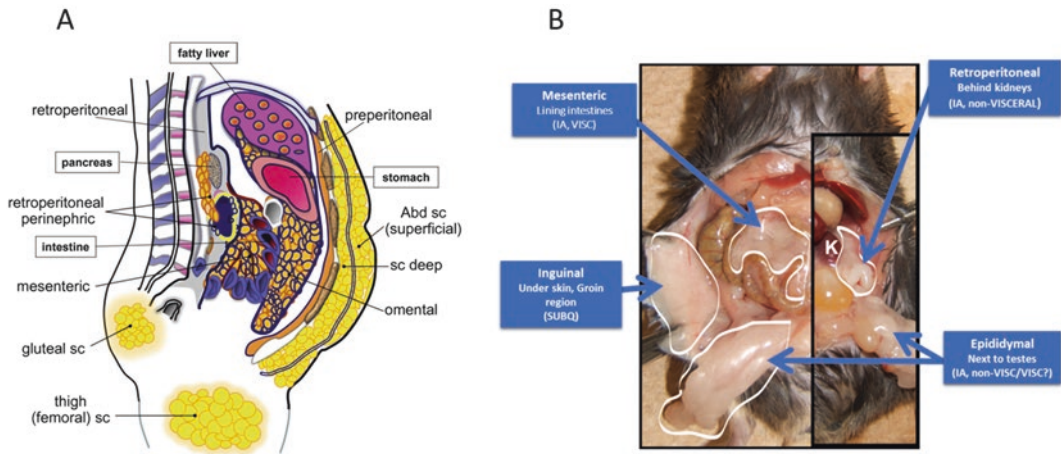 A
fatty liver
retroperitoneal
preperitoneal
pancreas
stomach
retroperitoneal
perinephric
Abd sc
(superficial)
intestine
sc deep
mesenteric
omental
gluteal sc
thigh
(femoral) sc
B
Mesenteric
Lining intestines
(IA, VISC)
Retroperitoneal
Behind kidneys
(IA, non-VISCERAL)
K
Inguinal
Under skin, Groin
region
(SUBQ)
Epididymal
Next to testes
(IA, non-VISC/VISC?)